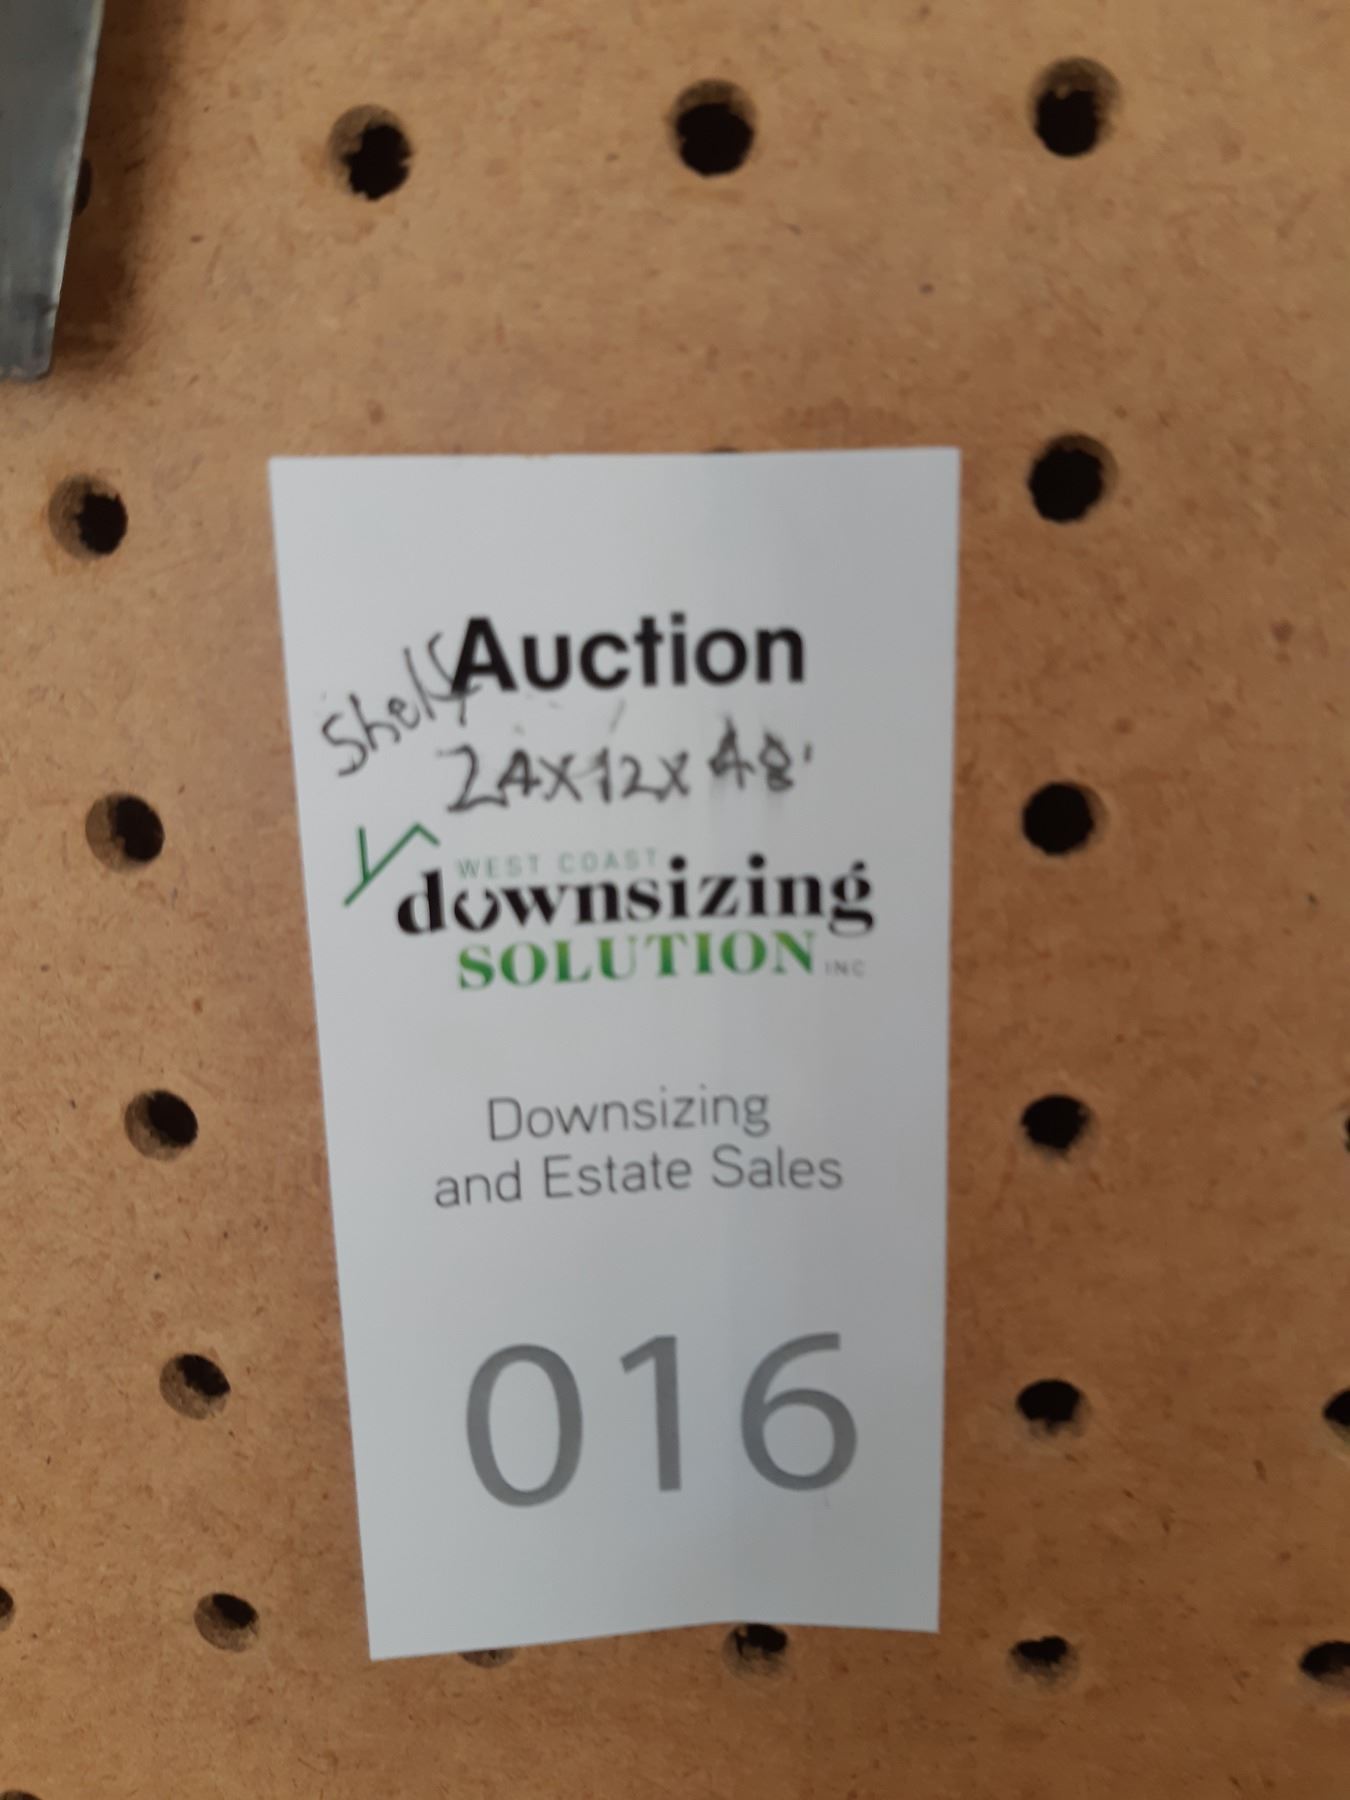 Auction
Shelf
24x12x48'
WEST COAST
downsizing
SOLUTION INC
Downsizing
and Estate Sales
016